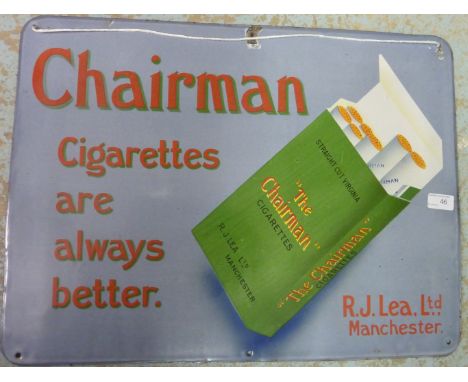 Chairman
Cigarettes
are
always
better.
STRAIGHT CUT VIRGINIA
"The
Chairman"
CIGARETTES
R.J. LEA LTD
MANCHESTER
"The Chairman"
CIGARETTES
46
R.J. Lea, Ltd
Manchester.